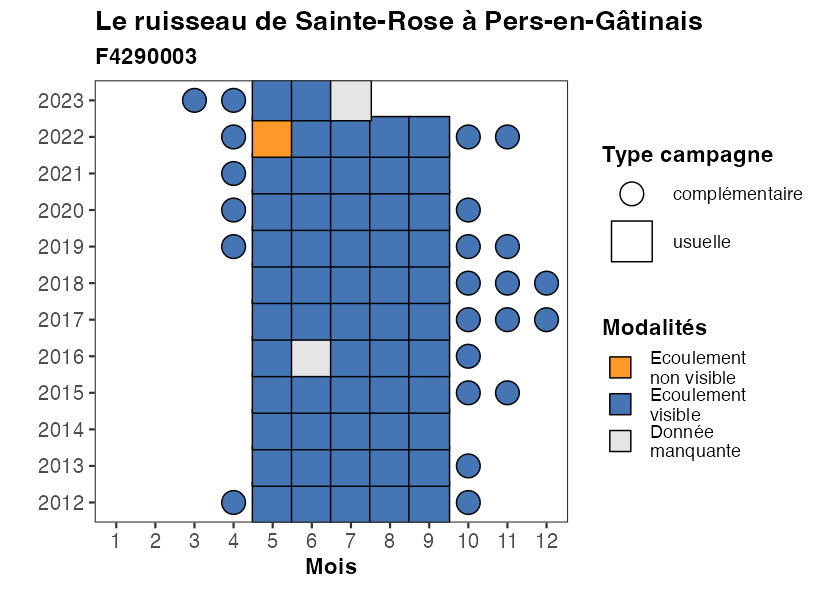 Le ruisseau de Sainte-Rose à Pers-en-Gâtinais
F4290003
2023
2022
2021
2020
2019
2018
2017
2016
2015
2014
2013
2012
1 2 3 4 5 6 7 8 9 10 11 12
Mois
Type campagne
complémentaire
usuelle
Modalités
Ecoulement
non visible
Ecoulement
visible
Donnée
manquante